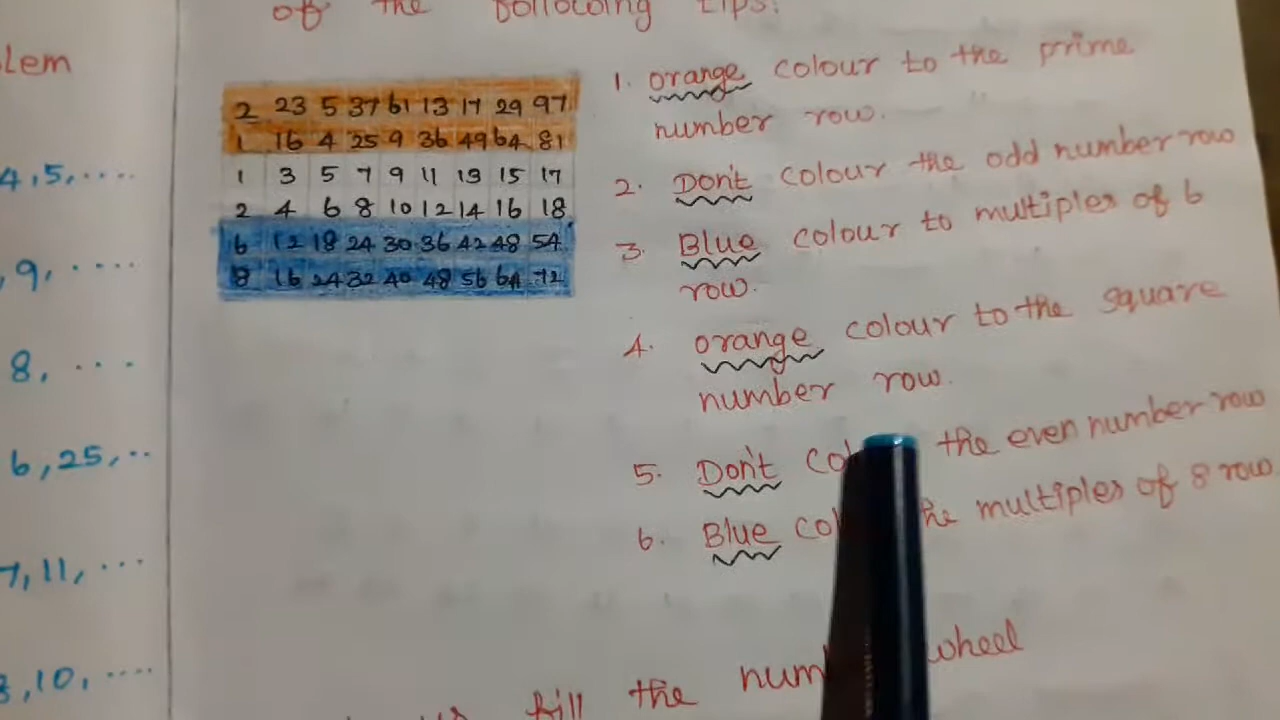 of the following tips.
lem
4,5,....
,9,....
8,...
6,25,..
7,11,...
,10,....
2 23 5 37 61 13 17 29 97
1 16 4 25 9 36 49 64 81
1 3 5 7 9 11 13 15 17
2 4 6 8 10 12 14 16 18
6 12 18 24 30 36 42 48 54
8 16 24 32 40 48 56 64 72
1. orange colour to the prime
number row.
2. Don't colour the odd number row
3. Blue colour to multiples of 6
row.
4. orange colour to the square
number row.
5. Don't the even number row
6. Blue multiples of 8 row
fill the wheel